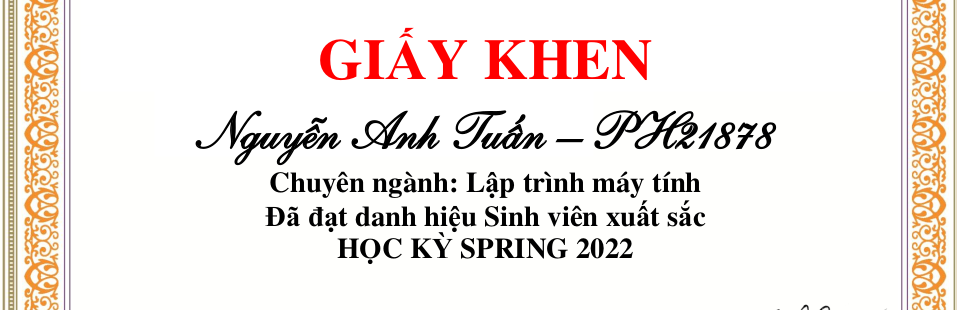 GIẤY KHEN
Nguyễn Anh Tuấn – PH21878
Chuyên ngành: Lập trình máy tính
Đã đạt danh hiệu Sinh viên xuất sắc
HỌC KỲ SPRING 2022